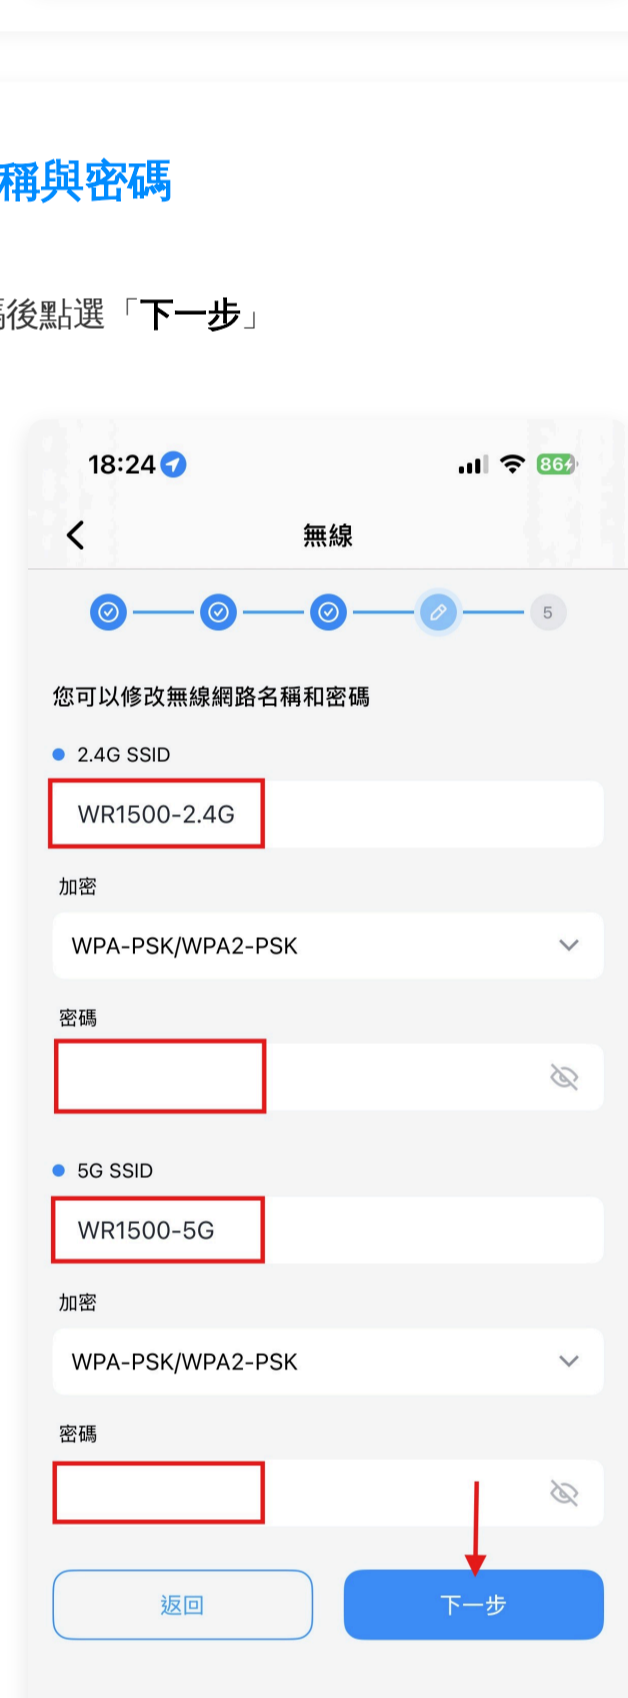 稱與密碼
後點選「下一步」
18:24
86
無線
5
您可以修改無線網路名稱和密碼
2.4G SSID
WR1500-2.4G
加密
WPA-PSK/WPA2-PSK
密碼
5G SSID
WR1500-5G
加密
WPA-PSK/WPA2-PSK
密碼
返回
下一步